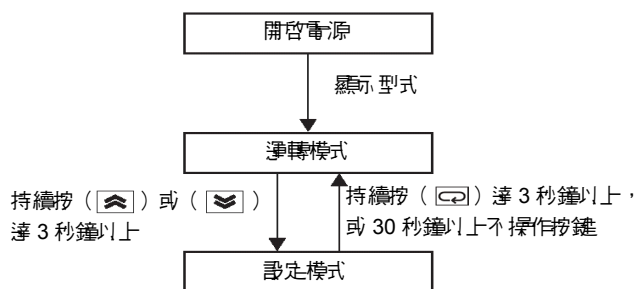 開啟電源
顯示型式
運轉模式
持續按（）或（）
達 3 秒鐘以上
持續按（）達 3 秒鐘以上，
或 30 秒鐘以上不操作按鍵
設定模式